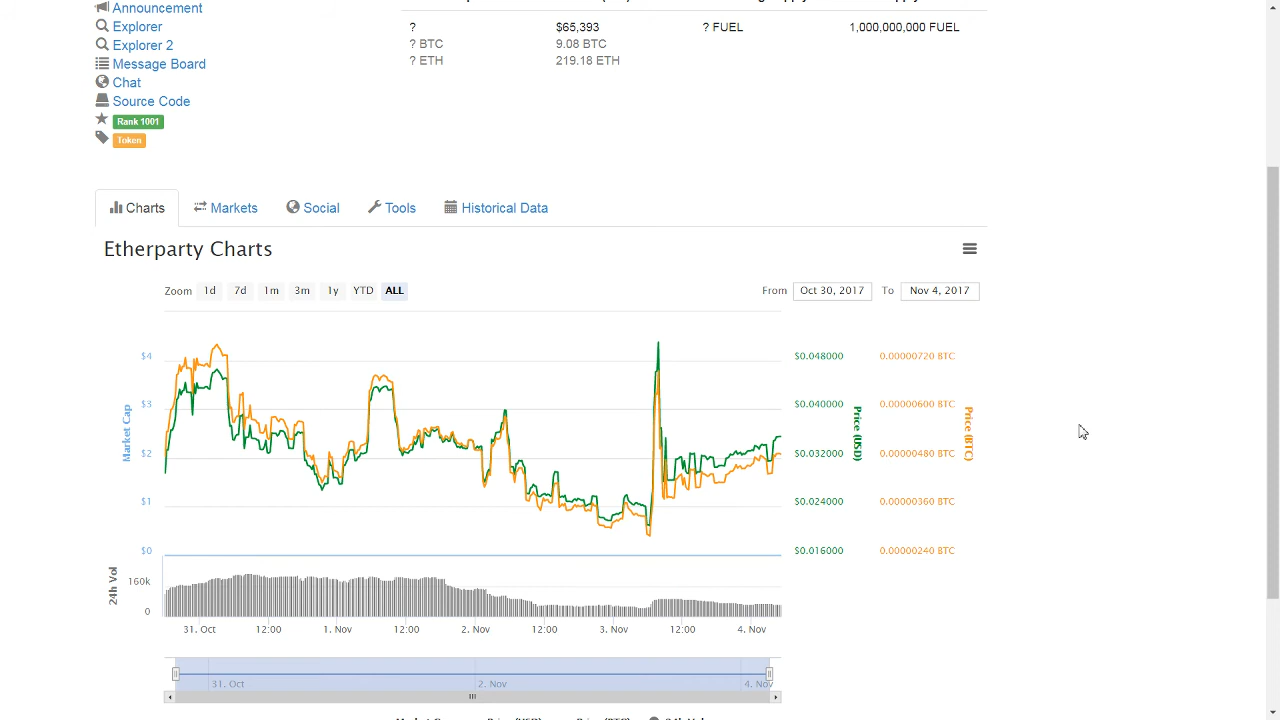 Announcement
Explorer
Explorer 2
Message Board
Chat
Source Code
Rank 1001
Token
? $65,393 ? FUEL 1,000,000,000 FUEL
? BTC 9.08 BTC
? ETH 219.18 ETH
Charts Markets Social Tools Historical Data
Etherparty Charts
Zoom 1d 7d 1m 3m 1y YTD ALL From Oct 30, 2017 To Nov 4, 2017
$4 $0.048000 0.00000720 BTC
$3 $0.040000 0.00000600 BTC
$2 $0.032000 0.00000480 BTC
$1 $0.024000 0.00000360 BTC
$0 $0.016000 0.00000240 BTC
Market Cap
Price (USD)
Price (BTC)
24h Vol
160k
0
31. Oct 12:00 1. Nov 12:00 2. Nov 12:00 3. Nov 12:00 4. Nov
31. Oct 2. Nov 4. Nov